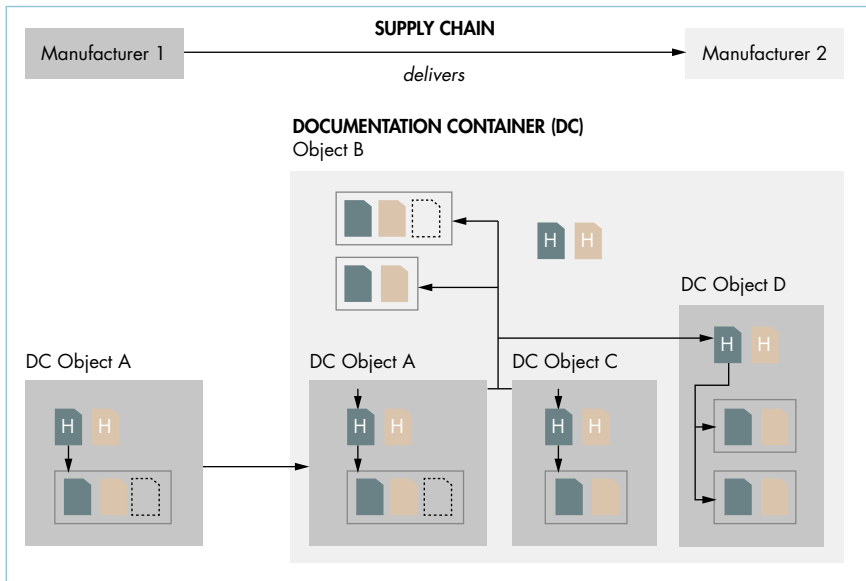 SUPPLY CHAIN
Manufacturer 1
Manufacturer 2
delivers
DOCUMENTATION CONTAINER (DC)
Object B
H H
DC Object D
H H
DC Object A
DC Object A
DC Object C
H H
H H
H H